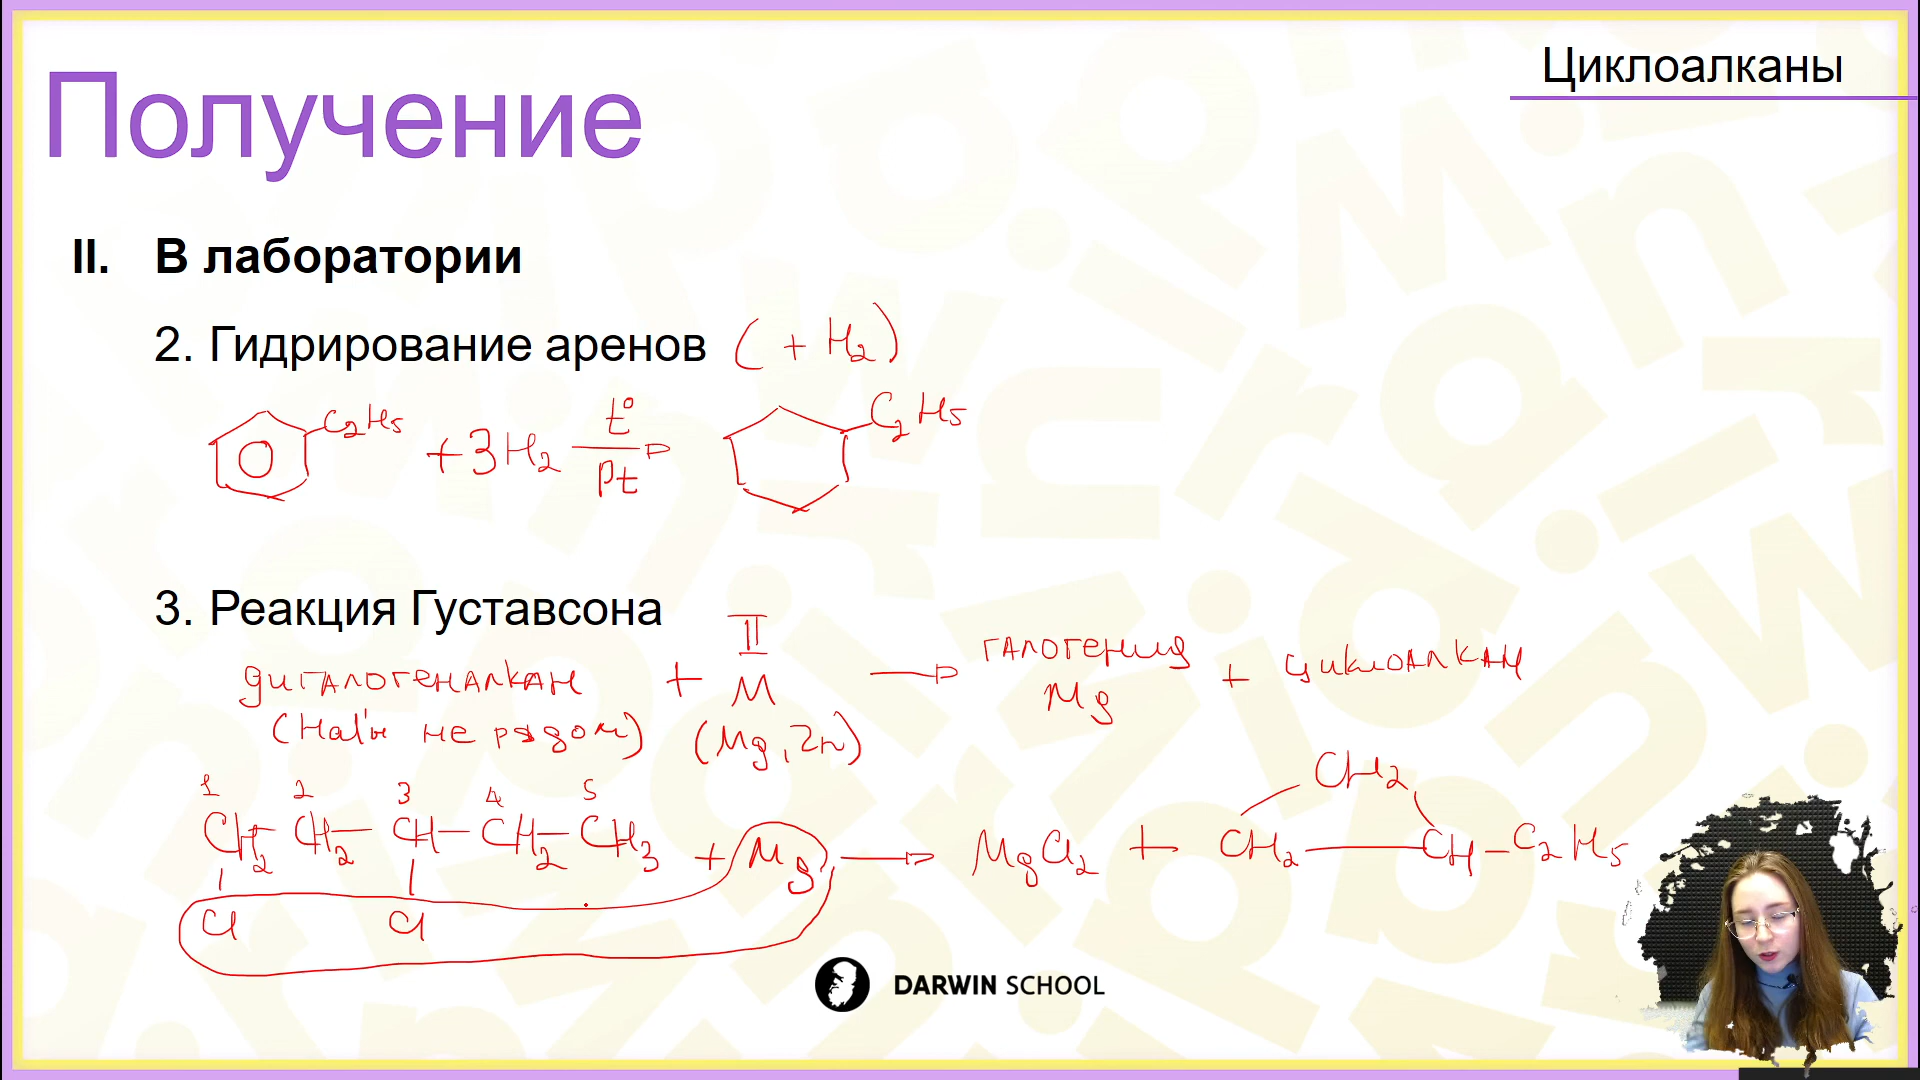 Циклоалканы
Получение
II. В лаборатории
2. Гидрирование аренов ( + H₂)
C₂H₅ + 3H₂ t° Pt → C₂H₅
3. Реакция Густавсона
дигалогеналкан + M → галогенид Mg + циклоалкан
II
(Hal'ы не рядом) (Mg, Zn)
1 2 3 4 5
CH₂ – CH₂ – CH – CH₂ – CH₃ + Mg → MgCl₂ + CH₂ — CH – C₂H₅
CH₂
Cl Cl
DARWIN SCHOOL